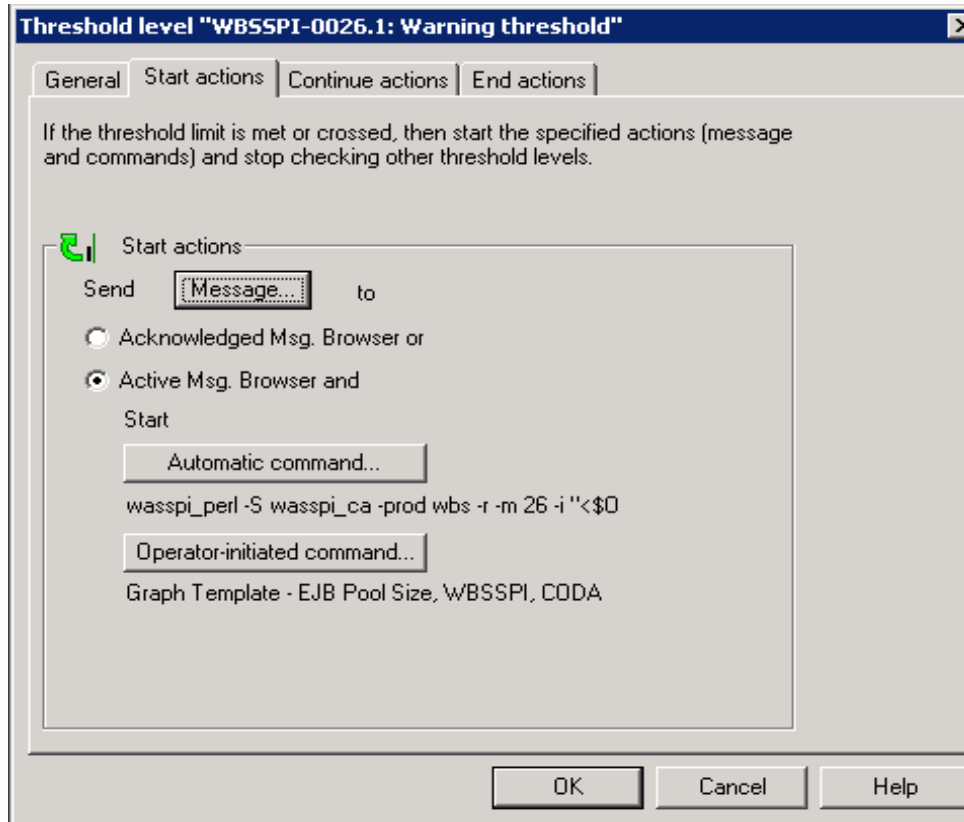 Threshold level "WBSSPI-0026.1: Warning threshold"
General Start actions Continue actions End actions
If the threshold limit is met or crossed, then start the specified actions (message
and commands) and stop checking other threshold levels.
Start actions
Send Message... to
Acknowledged Msg. Browser or
Active Msg. Browser and
Start
Automatic command...
wasspi_perl -S wasspi_ca -prod wbs -r -m 26 -i "<$O
Operator-initiated command...
Graph Template - EJB Pool Size, WBSSPI, CODA
OK Cancel Help